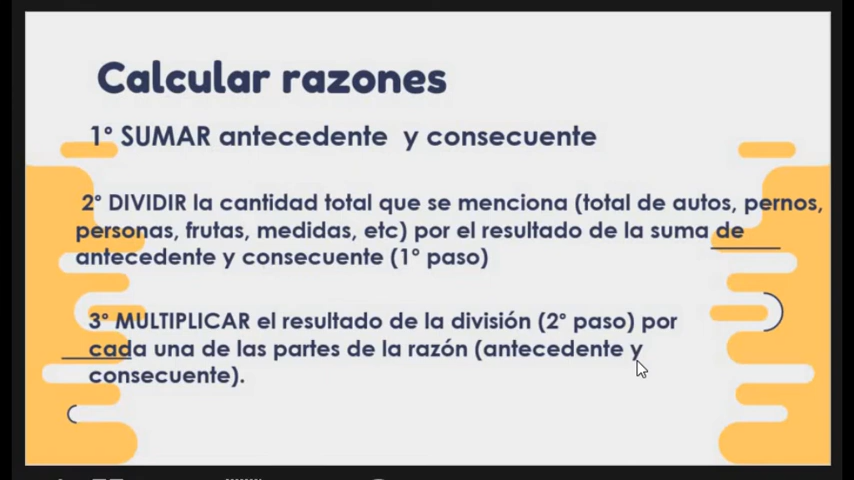 Calcular razones
1° SUMAR antecedente y consecuente
2° DIVIDIR la cantidad total que se menciona (total de autos, pernos,
personas, frutas, medidas, etc) por el resultado de la suma de
antecedente y consecuente (1° paso)
3° MULTIPLICAR el resultado de la división (2° paso) por
cada una de las partes de la razón (antecedente y
consecuente).